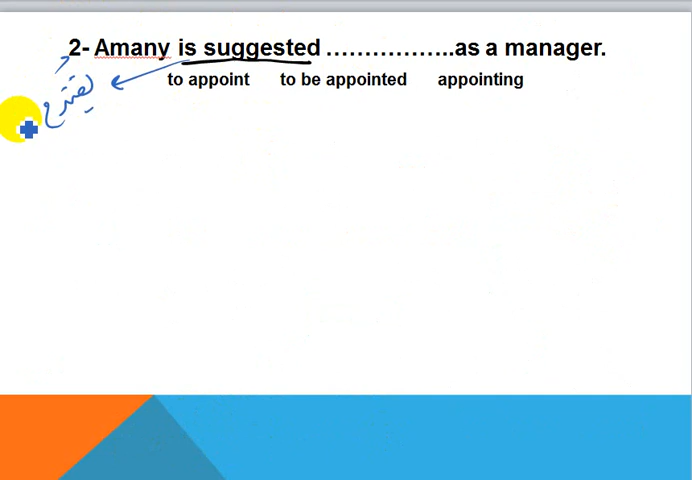 2- Amany is suggested ………………..as a manager.
to appoint to be appointed appointing
يقترح